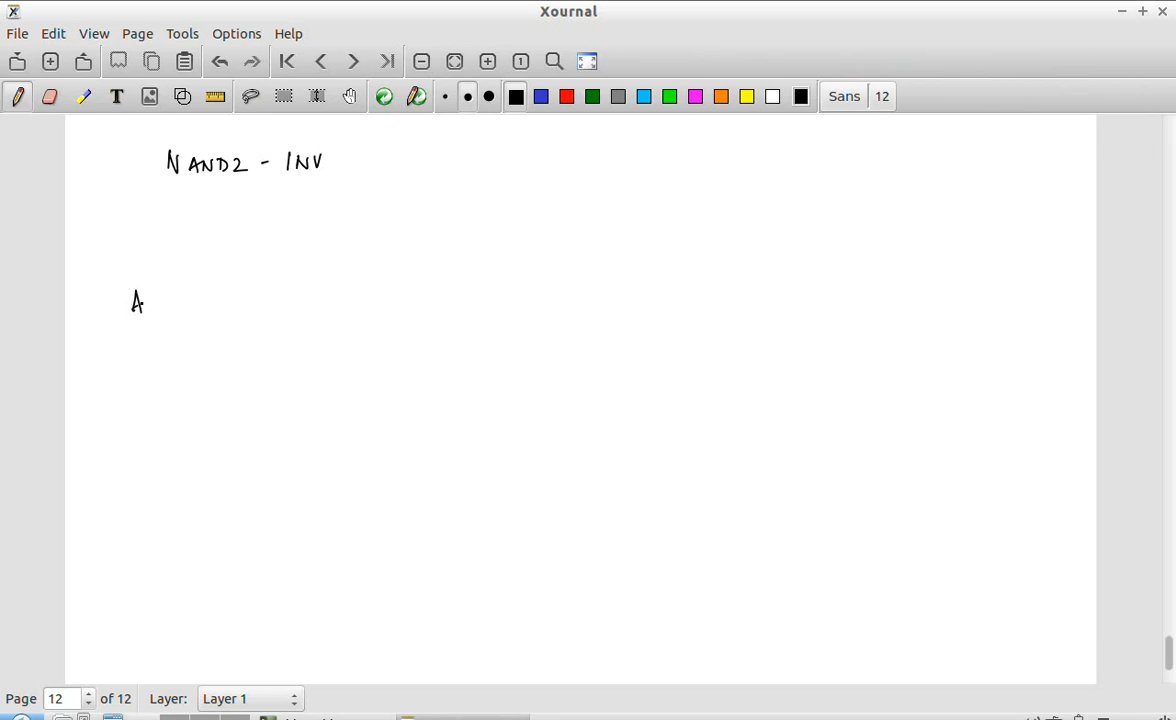 Xournal
File Edit View Page Tools Options Help
Sans 12
NAND2 - INV
A
Page 12 of 12 Layer: Layer 1